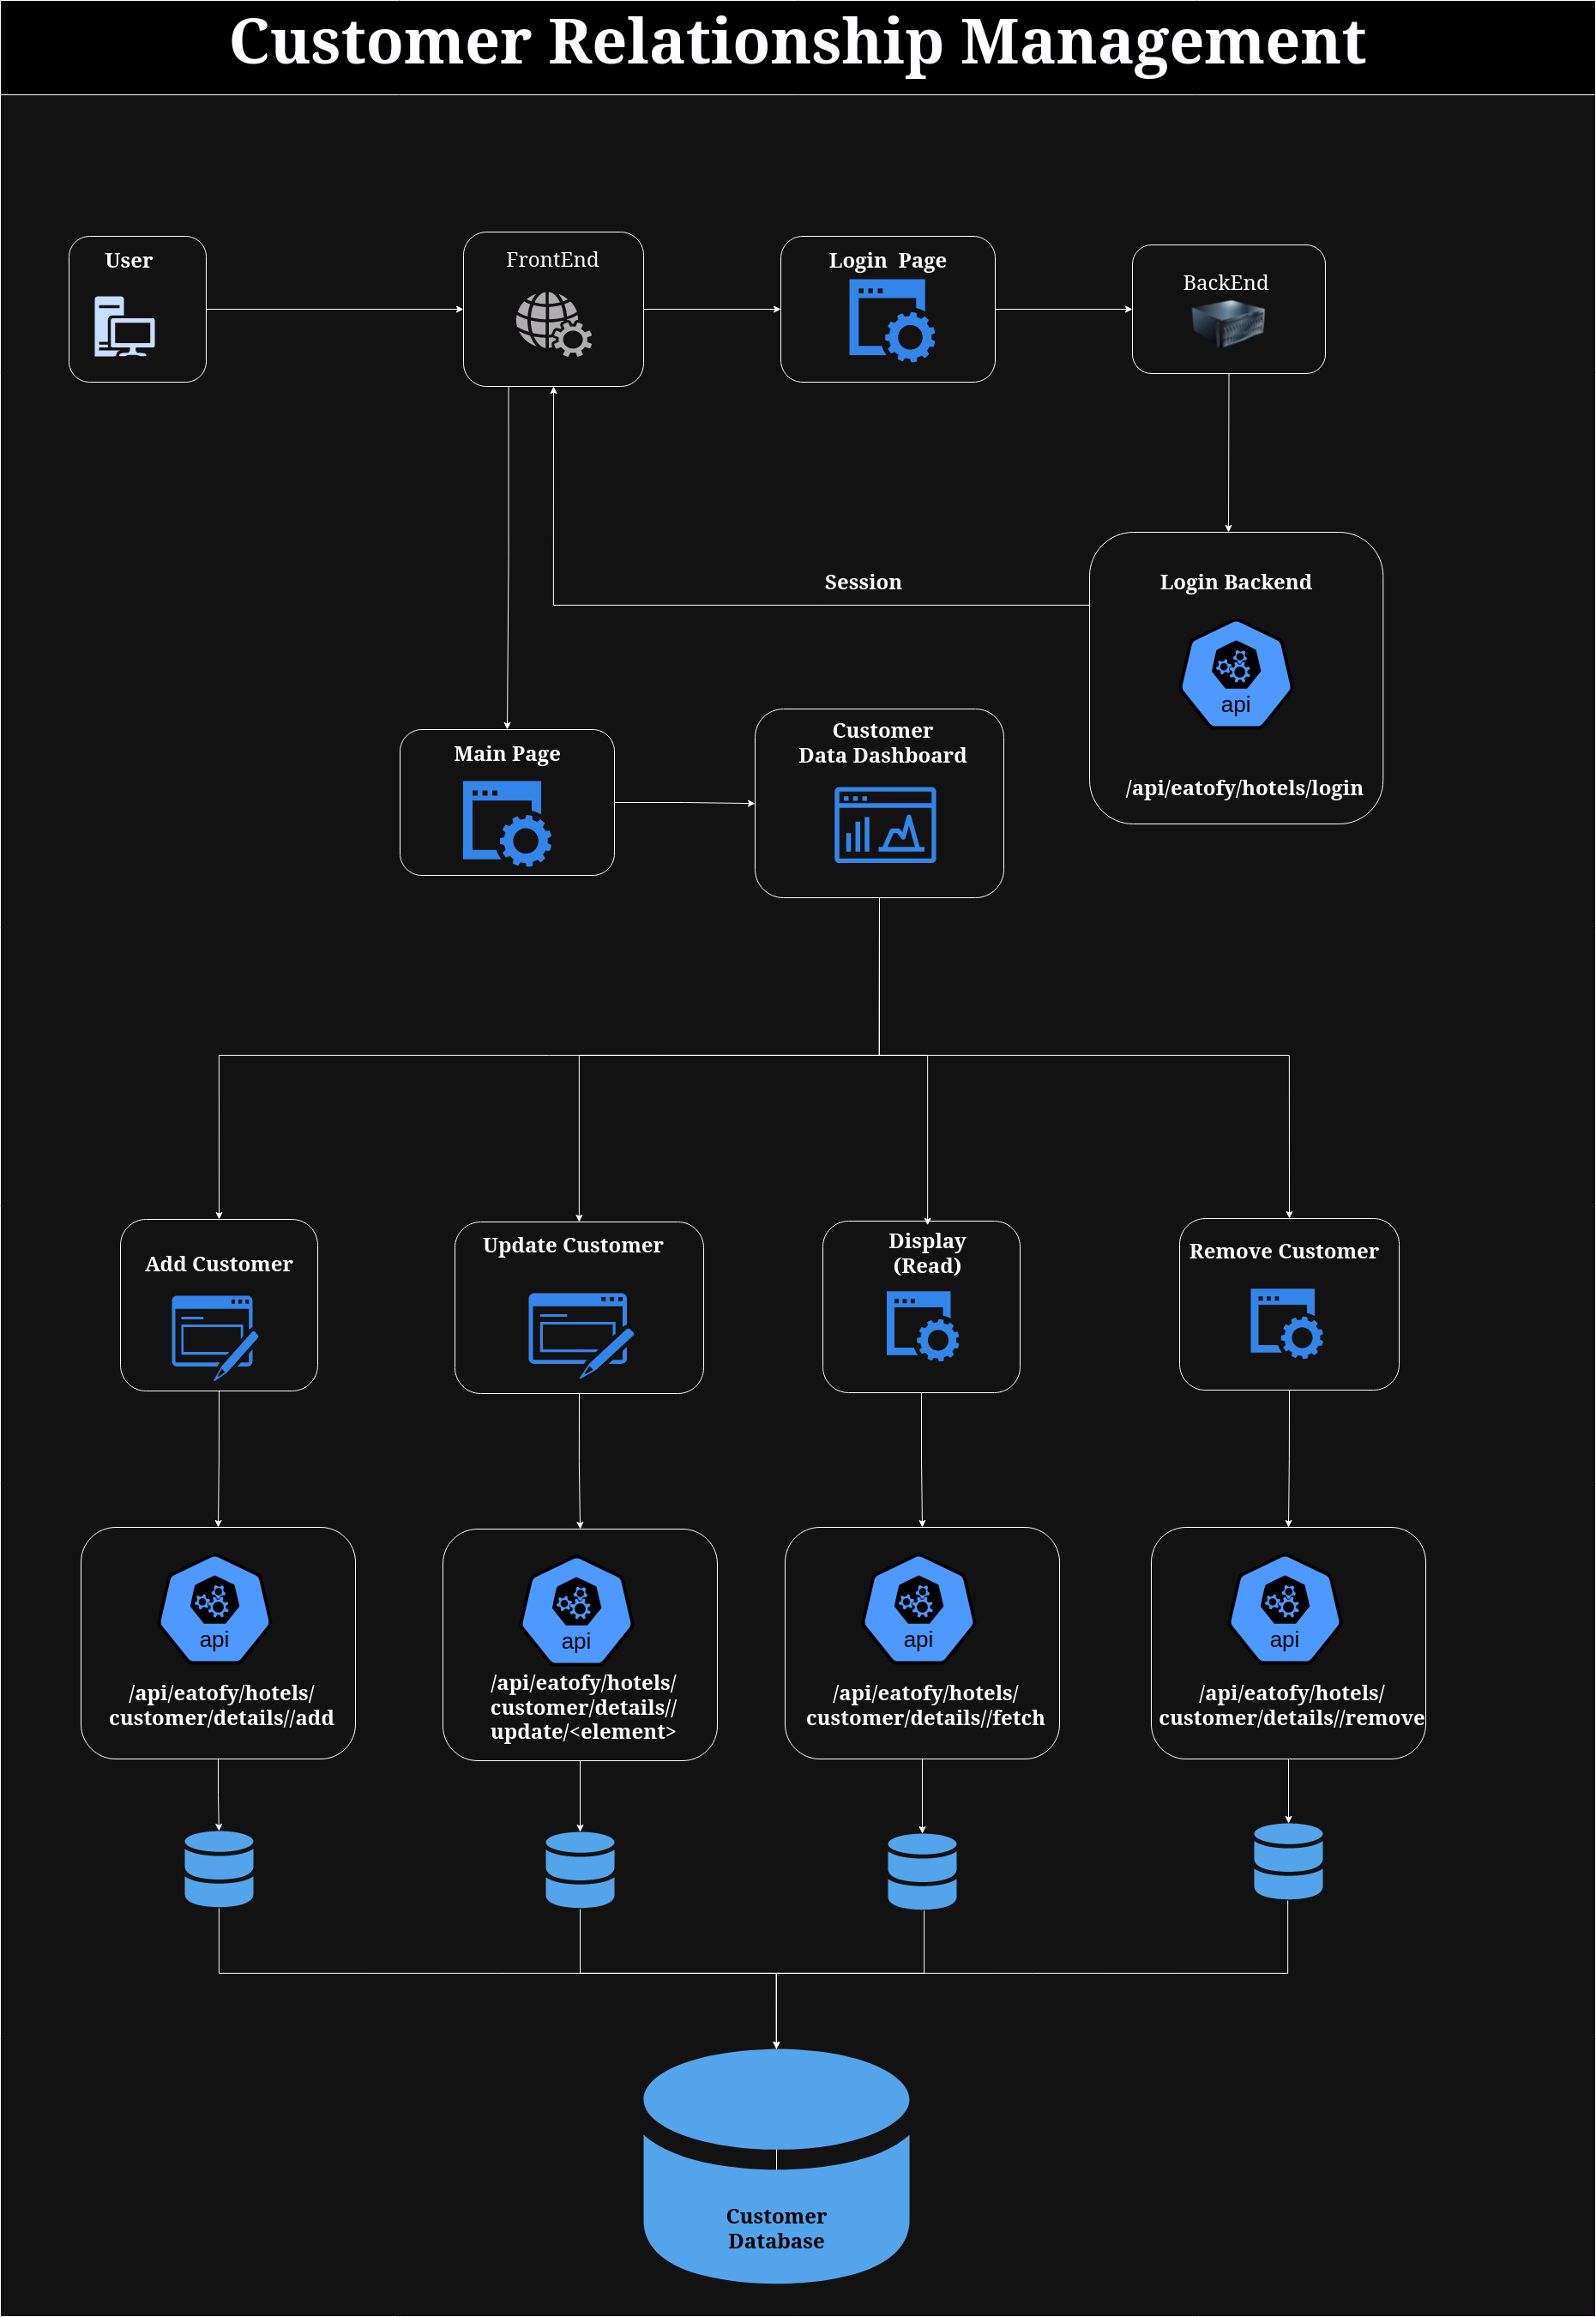 Customer Relationship Management
User
FrontEnd
Login  Page
BackEnd
Session
Login Backend
api
/api/eatofy/hotels/login
Main Page
Customer
Data Dashboard
Add Customer
Update Customer
Display
(Read)
Remove Customer
api
/api/eatofy/hotels/
customer/details//add
api
/api/eatofy/hotels/
customer/details//
update/<element>
api
/api/eatofy/hotels/
customer/details//fetch
api
/api/eatofy/hotels/
customer/details//remove
Customer
Database